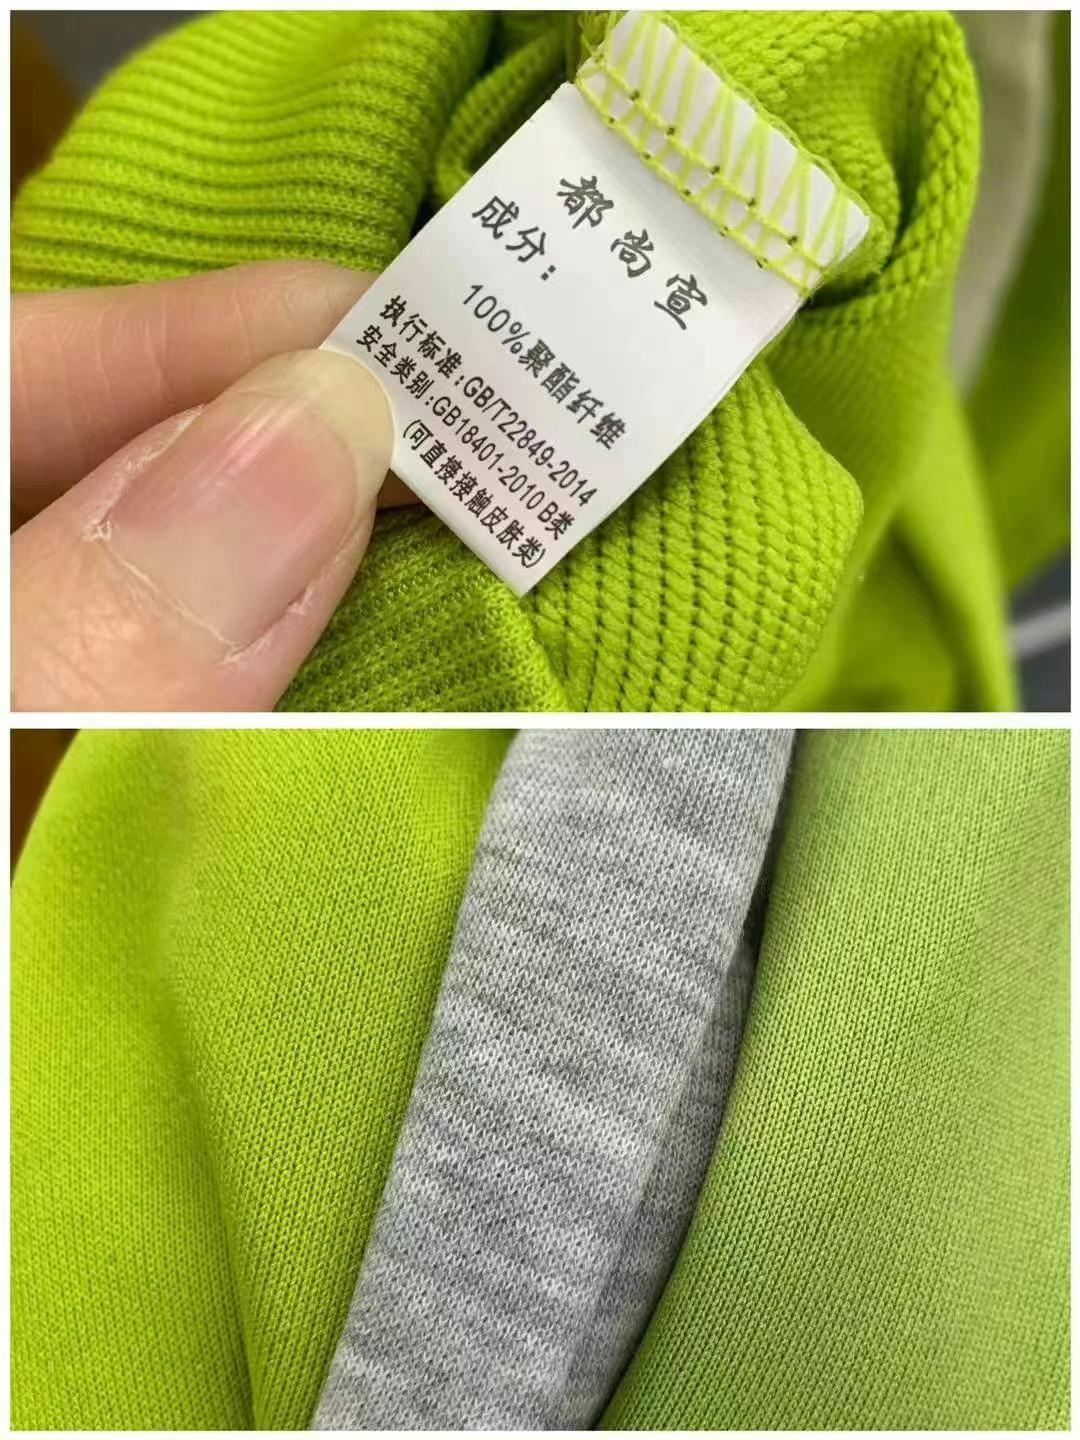 都尚宣
成分：
100%聚酯纤维
执行标准：GB/T22849-2014
安全类别：GB18401-2010 B类
(可直接接触皮肤类)